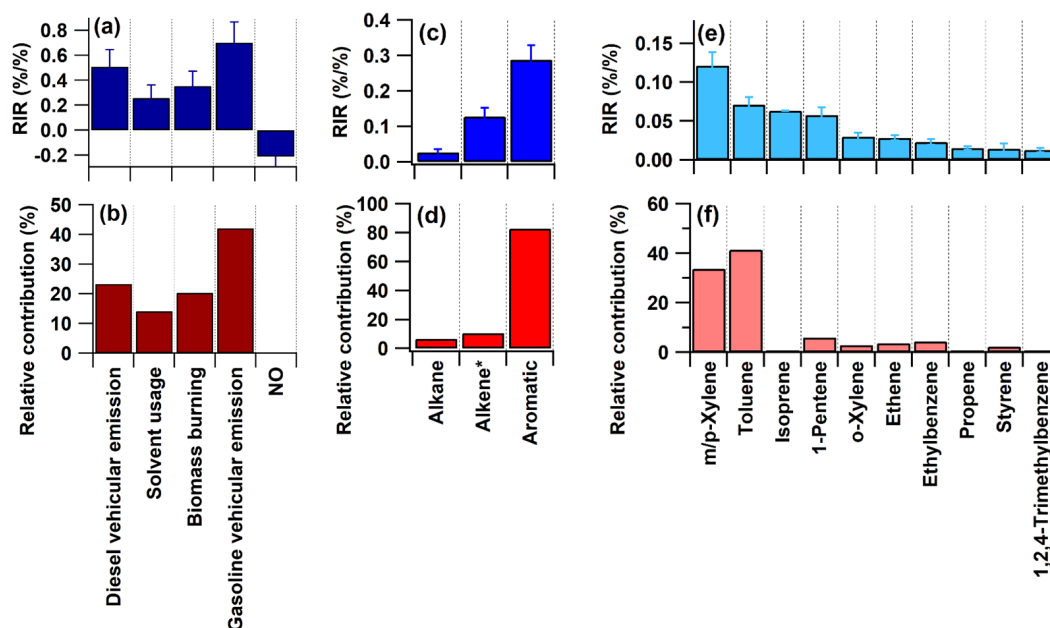 (a)
RIR (%/%)
0.8
0.6
0.4
0.2
0.0
-0.2
(b)
Relative contribution (%)
50
40
30
20
10
0
Diesel vehicular emission
Solvent usage
Biomass burning
Gasoline vehicular emission
NO
(c)
RIR (%/%)
0.4
0.3
0.2
0.1
0.0
(d)
Relative contribution (%)
100
80
60
40
20
0
Alkane
Alkene*
Aromatic
(e)
RIR (%/%)
0.15
0.10
0.05
0.00
(f)
Relative contribution (%)
60
40
20
0
m/p-Xylene
Toluene
Isoprene
1-Pentene
o-Xylene
Ethene
Ethylbenzene
Propene
Styrene
1,2,4-Trimethylbenzene